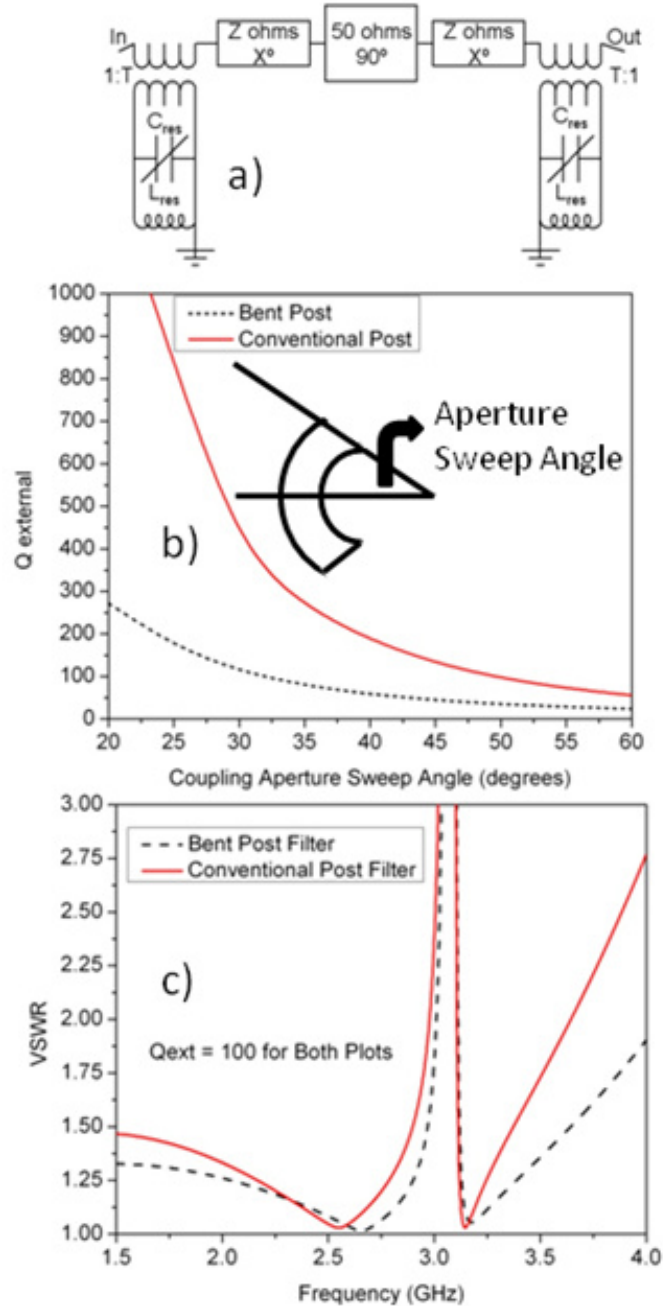 In
Z ohms
Xº
50 ohms
90º
Z ohms
Xº
Out
1:T
T:1
Cres
Cres
Lres
Lres
a)
1000
900
800
700
600
500
400
300
200
100
0
Q external
Bent Post
Conventional Post
Aperture
Sweep Angle
b)
20 25 30 35 40 45 50 55 60
Coupling Aperture Sweep Angle (degrees)
3.00
2.75
2.50
2.25
2.00
1.75
1.50
1.25
1.00
VSWR
Bent Post Filter
Conventional Post Filter
c)
Qext = 100 for Both Plots
1.5 2.0 2.5 3.0 3.5 4.0
Frequency (GHz)